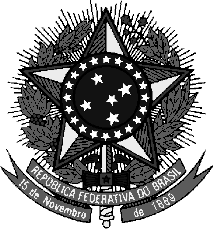 REPÚBLICA FEDERATIVA DO BRASIL
15 de Novembro de 1889